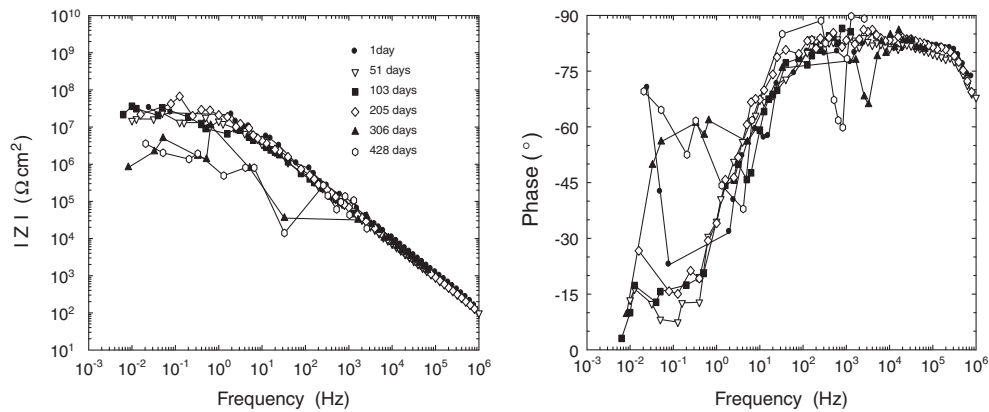 10^10
10^9
10^8
10^7
10^6
10^5
10^4
10^3
10^2
10^1
I Z I (Ω cm²)
1day
51 days
103 days
205 days
306 days
428 days
10^-3 10^-2 10^-1 10^0 10^1 10^2 10^3 10^4 10^5 10^6
Frequency (Hz)
-90
-75
-60
-45
-30
-15
0
Phase (°)
10^-3 10^-2 10^-1 10^0 10^1 10^2 10^3 10^4 10^5 10^6
Frequency (Hz)